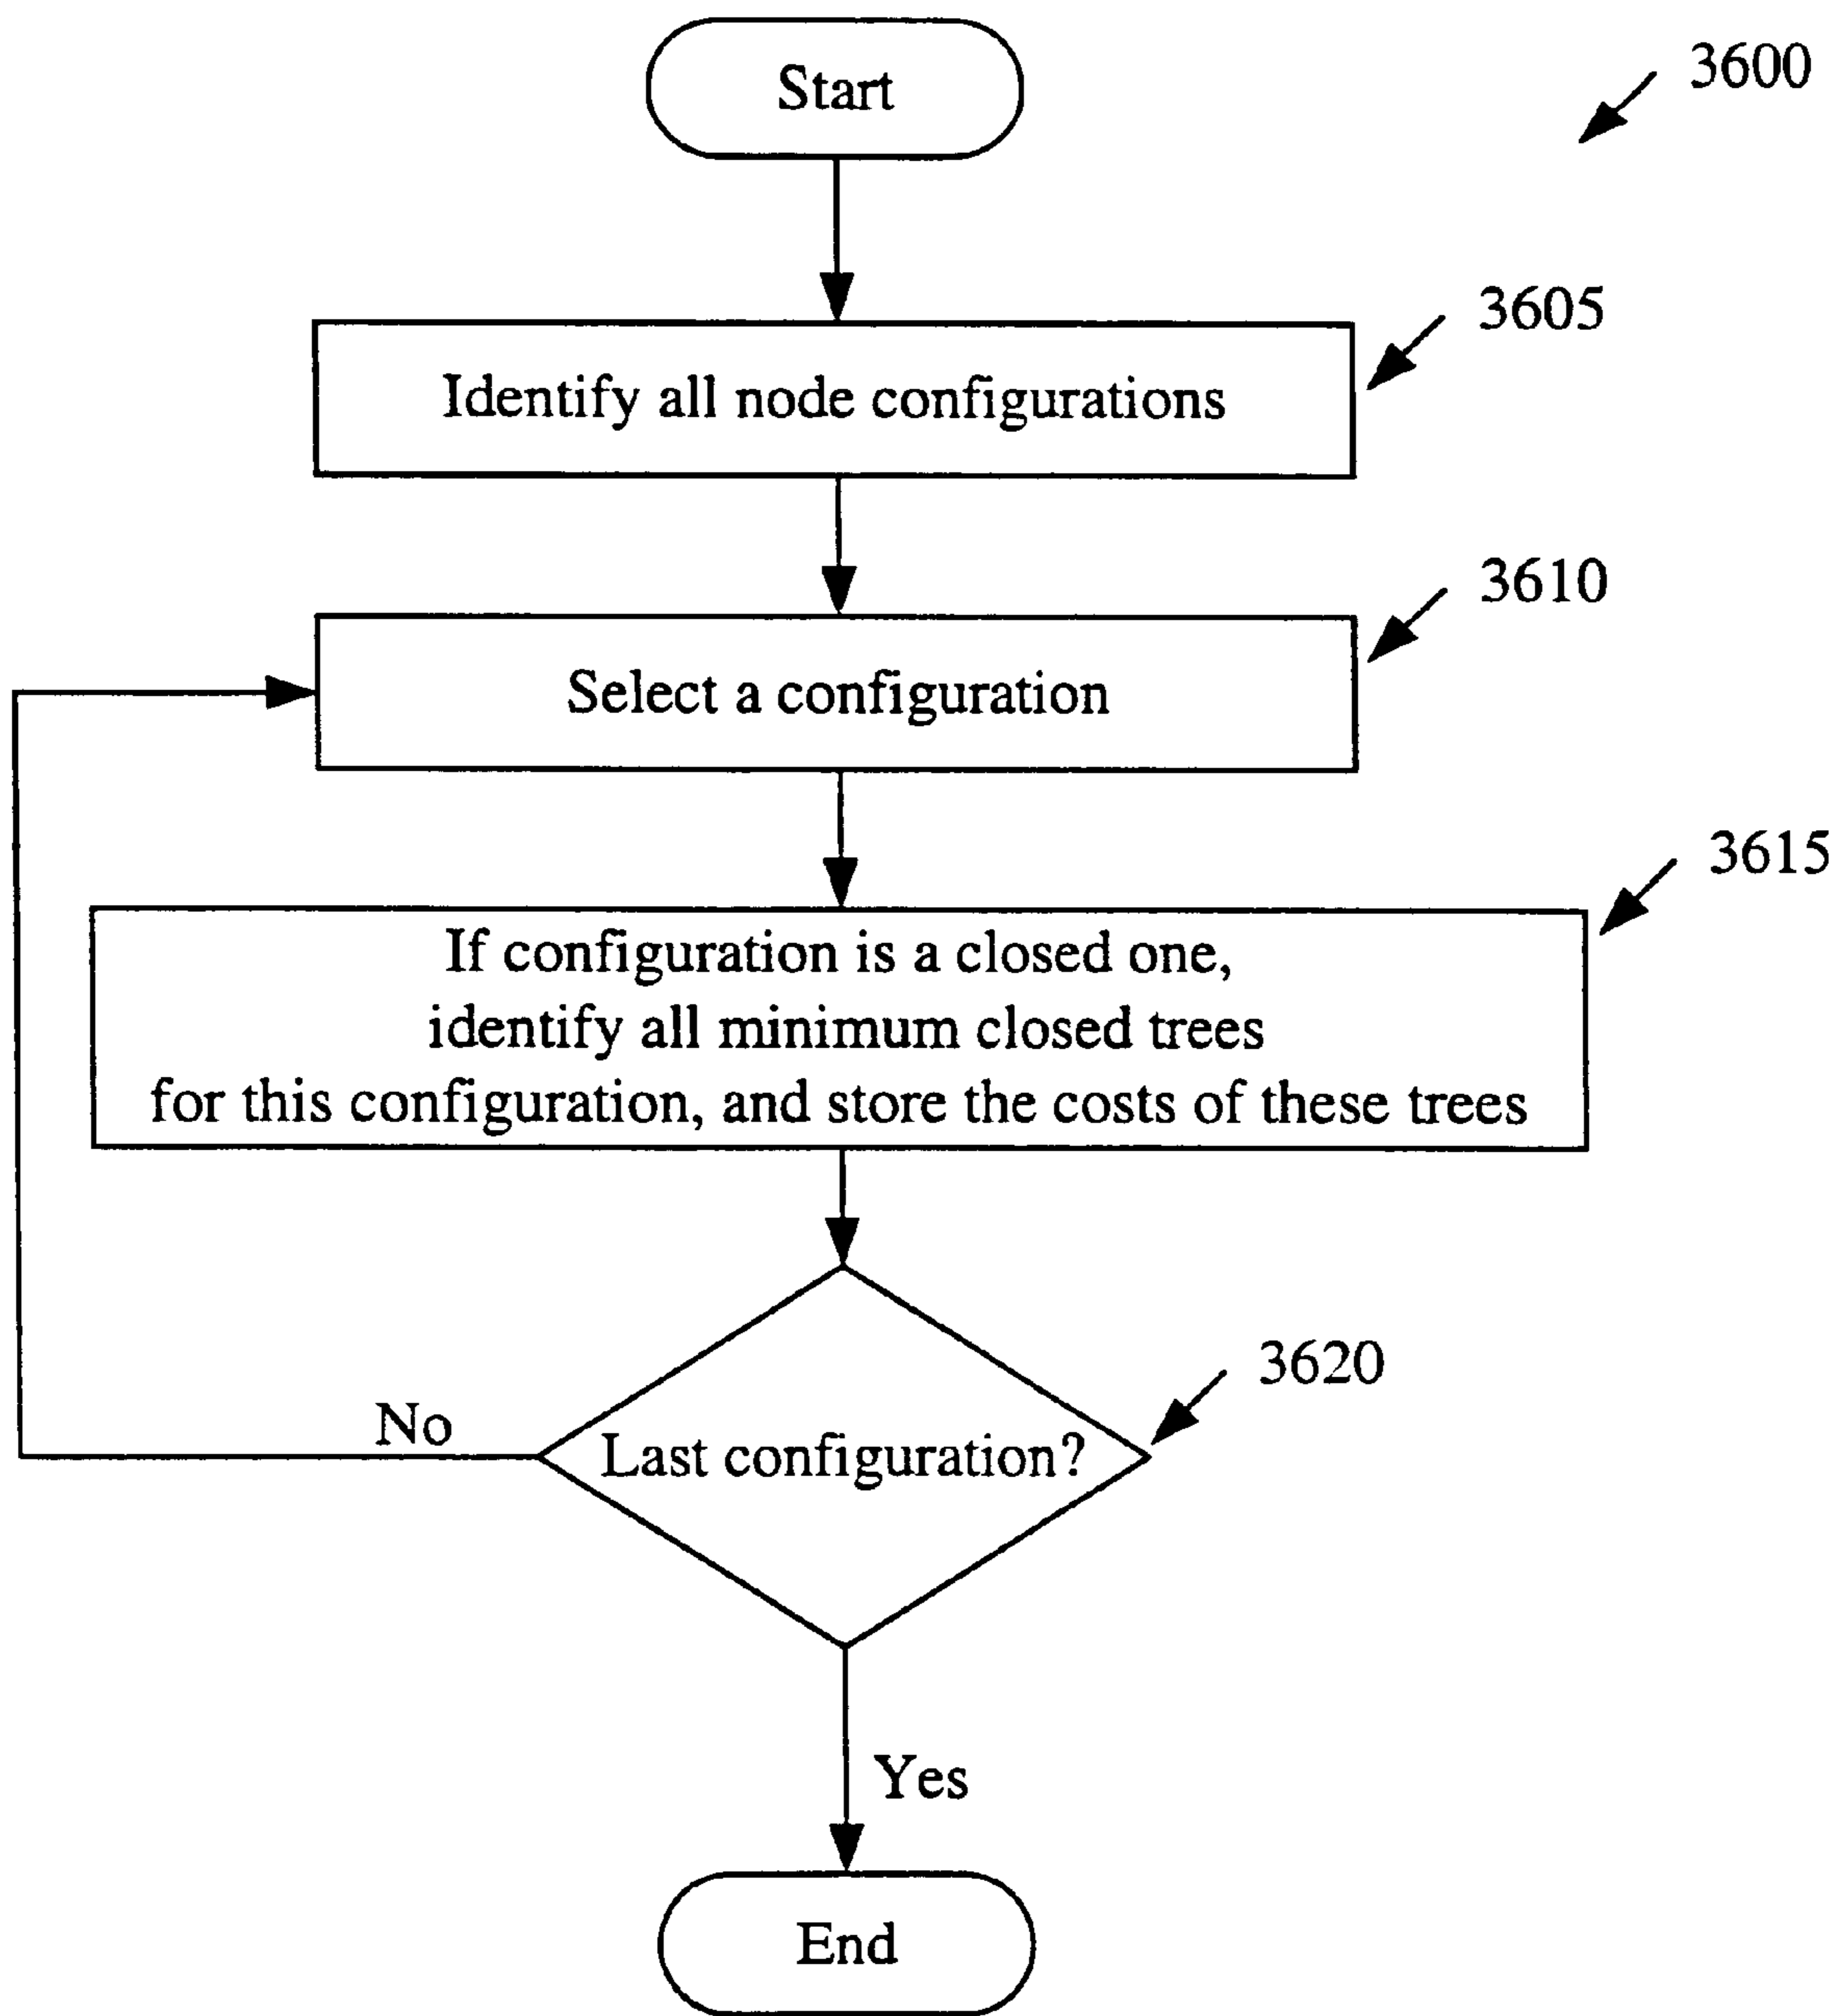 Start
3600
3605
Identify all node configurations
3610
Select a configuration
3615
If configuration is a closed one,
identify all minimum closed trees
for this configuration, and store the costs of these trees
3620
No
Last configuration?
Yes
End